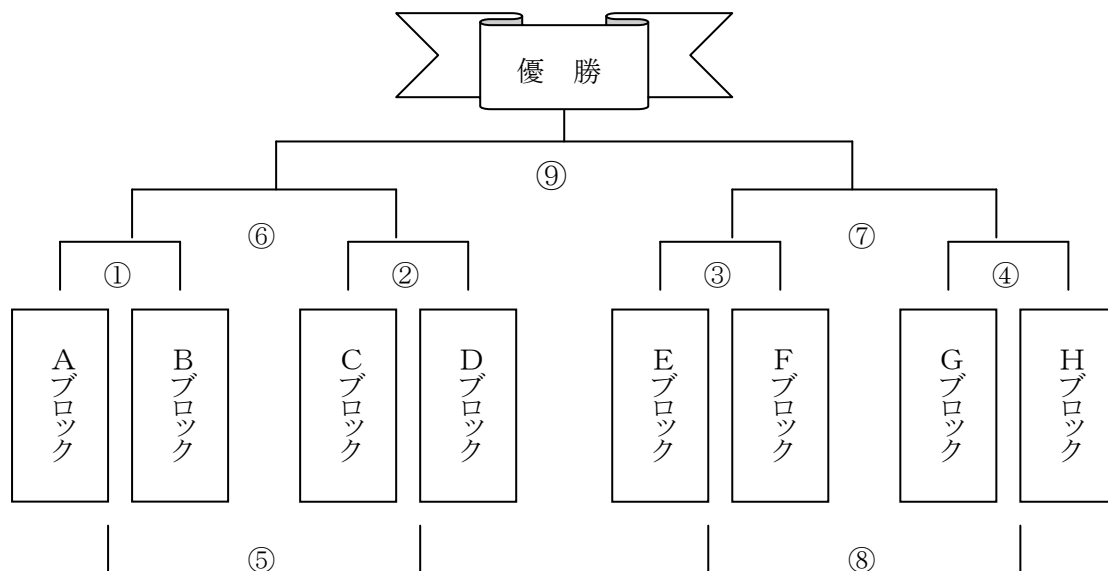 優 勝
⑨
⑥
⑦
①
②
③
④
Aブロック
Bブロック
Cブロック
Dブロック
Eブロック
Fブロック
Gブロック
Hブロック
⑤
⑧